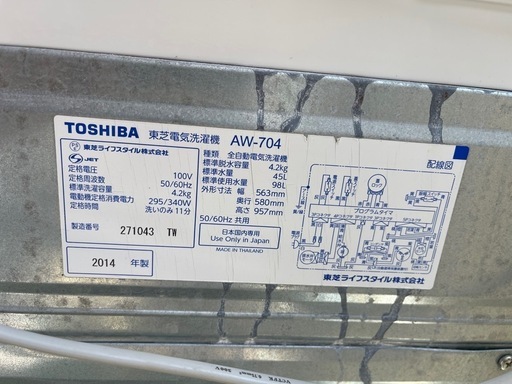 TOSHIBA 東芝電気洗濯機 AW-704
東芝ライフスタイル株式会社
JET
定格電圧 100V
定格周波数 50/60Hz
標準洗濯容量 4.2kg
電動機定格消費電力 295/340W
定格時間 洗いのみ 11分
製造番号 271043 TW
2014 年製
種類 全自動電気洗濯機
標準脱水容量 4.2kg
標準水量 45L
標準使用水量 98L
外形寸法 幅 563mm
奥行 580mm
高さ 957mm
50/60Hz 共用
日本国内専用
Use Only in Japan
MADE IN THAILAND
配線図
プログラムタイマ
東芝ライフスタイル株式会社